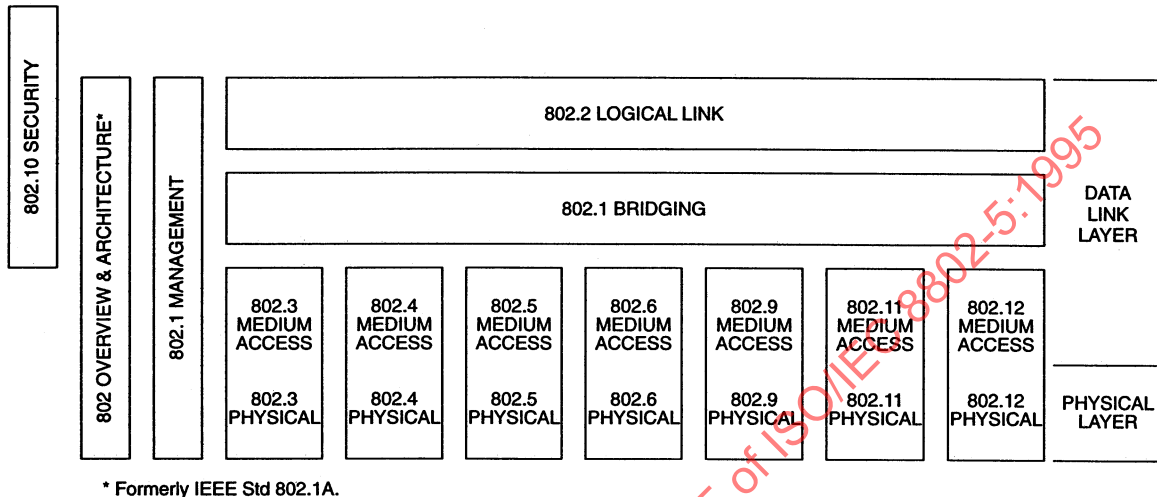 802.10 SECURITY
802 OVERVIEW & ARCHITECTURE*
802.1 MANAGEMENT
802.2 LOGICAL LINK
802.1 BRIDGING
DATA
LINK
LAYER
802.3
MEDIUM
ACCESS
802.3
PHYSICAL
802.4
MEDIUM
ACCESS
802.4
PHYSICAL
802.5
MEDIUM
ACCESS
802.5
PHYSICAL
802.6
MEDIUM
ACCESS
802.6
PHYSICAL
802.9
MEDIUM
ACCESS
802.9
PHYSICAL
802.11
MEDIUM
ACCESS
802.11
PHYSICAL
802.12
MEDIUM
ACCESS
802.12
PHYSICAL
PHYSICAL
LAYER
* Formerly IEEE Std 802.1A.
of ISO/IEC 8802-5:1995